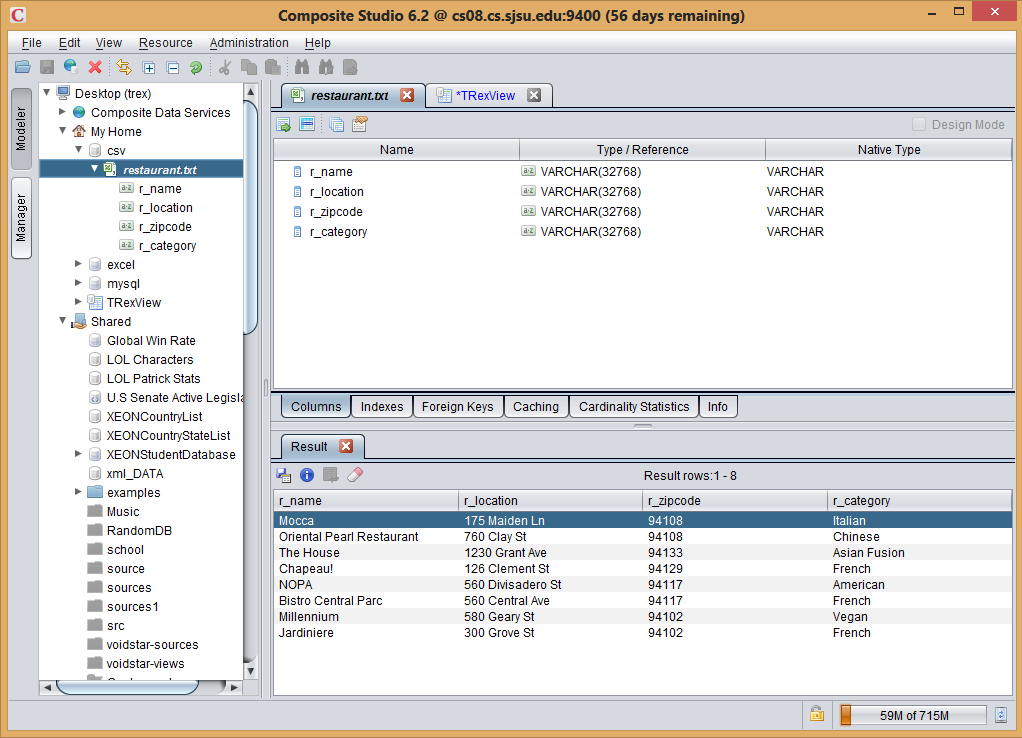 Composite Studio 6.2 @ cs08.cs.sjsu.edu:9400 (56 days remaining)
File Edit View Resource Administration Help
Modeler
Manager
Desktop (trex)
Composite Data Services
My Home
csv
restaurant.txt
r_name
r_location
r_zipcode
r_category
excel
mysql
TRexView
Shared
Global Win Rate
LOL Characters
LOL Patrick Stats
U.S Senate Active Legisla
XEONCountryList
XEONCountryStateList
XEONStudentDatabase
xml_DATA
examples
Music
RandomDB
school
source
sources
sources1
src
voidstar-sources
voidstar-views
restaurant.txt *TRexView
Design Mode
Name Type / Reference Native Type
r_name VARCHAR(32768) VARCHAR
r_location VARCHAR(32768) VARCHAR
r_zipcode VARCHAR(32768) VARCHAR
r_category VARCHAR(32768) VARCHAR
Columns Indexes Foreign Keys Caching Cardinality Statistics Info
Result
Result rows:1 - 8
r_name r_location r_zipcode r_category
Mocca 175 Maiden Ln 94108 Italian
Oriental Pearl Restaurant 760 Clay St 94108 Chinese
The House 1230 Grant Ave 94133 Asian Fusion
Chapeau! 126 Clement St 94129 French
NOPA 560 Divisadero St 94117 American
Bistro Central Parc 560 Central Ave 94117 French
Millennium 580 Geary St 94102 Vegan
Jardiniere 300 Grove St 94102 French
59M of 715M